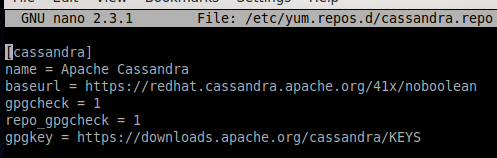 File Edit View Bookmarks Settings Help
GNU nano 2.3.1 File: /etc/yum.repos.d/cassandra.repo
[cassandra]
name = Apache Cassandra
baseurl = https://redhat.cassandra.apache.org/41x/noboolean
gpgcheck = 1
repo_gpgcheck = 1
gpgkey = https://downloads.apache.org/cassandra/KEYS